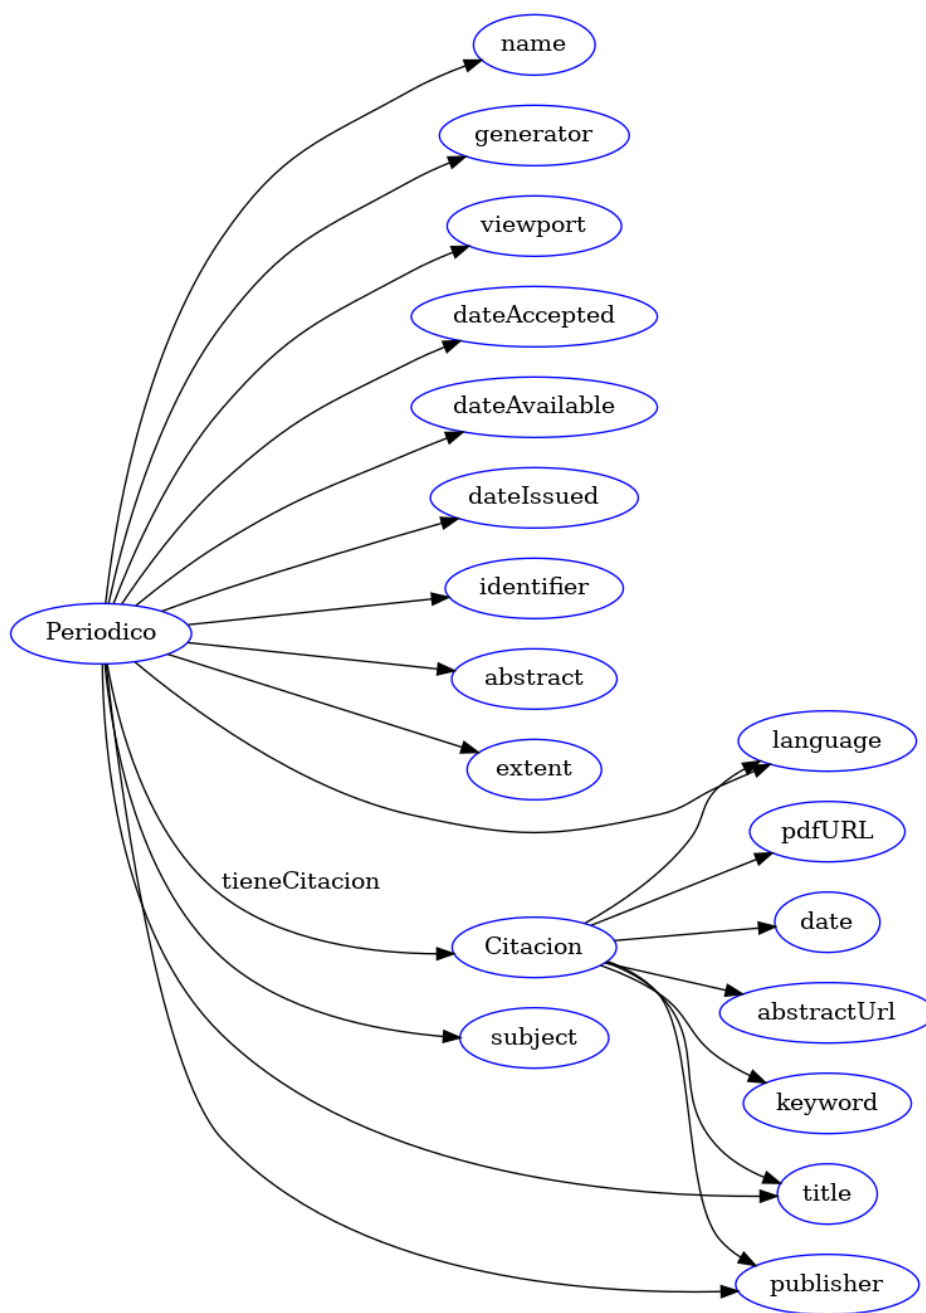 name
generator
viewport
dateAccepted
dateAvailable
dateIssued
identifier
Periodico
abstract
language
extent
pdfURL
tieneCitacion
date
Citacion
abstractUrl
subject
keyword
title
publisher